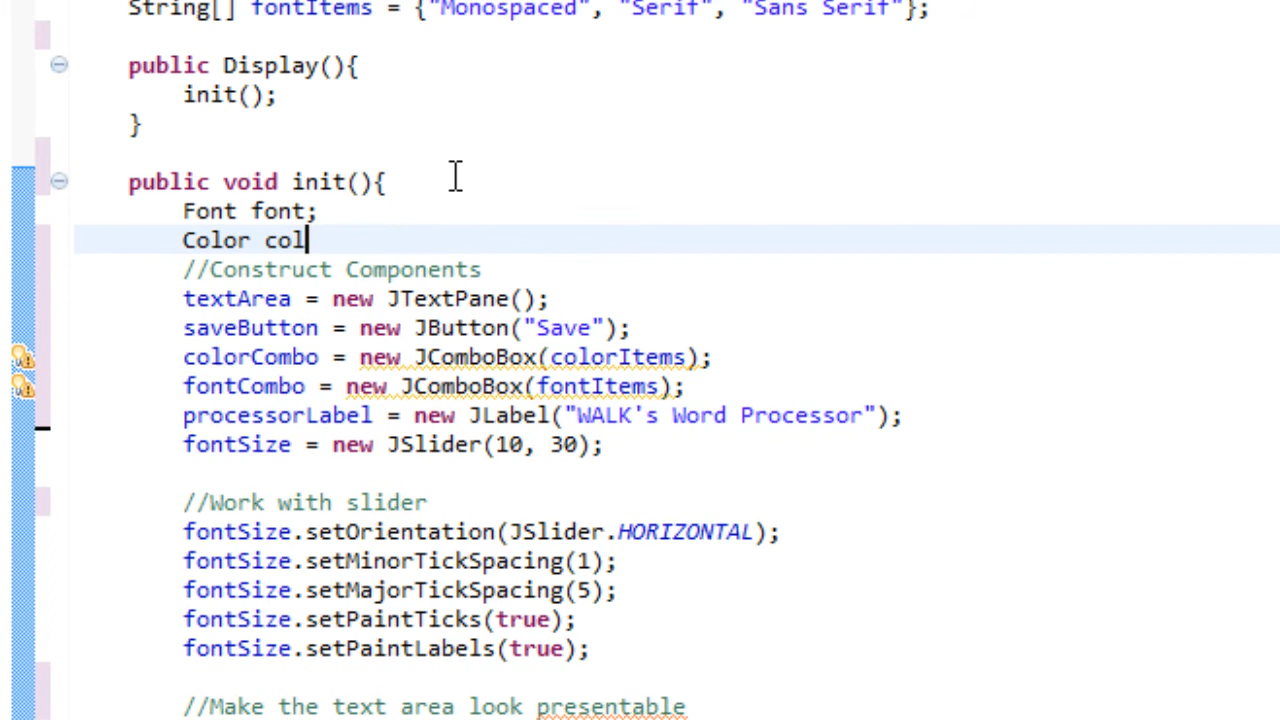 String[] fontItems = {"Monospaced", "Serif", "Sans Serif"};
public Display(){
init();
}
public void init(){
Font font;
Color col
//Construct Components
textArea = new JTextPane();
saveButton = new JButton("Save");
colorCombo = new JComboBox(colorItems);
fontCombo = new JComboBox(fontItems);
processorLabel = new JLabel("WALK's Word Processor");
fontSize = new JSlider(10, 30);
//Work with slider
fontSize.setOrientation(JSlider.HORIZONTAL);
fontSize.setMinorTickSpacing(1);
fontSize.setMajorTickSpacing(5);
fontSize.setPaintTicks(true);
fontSize.setPaintLabels(true);
//Make the text area look presentable